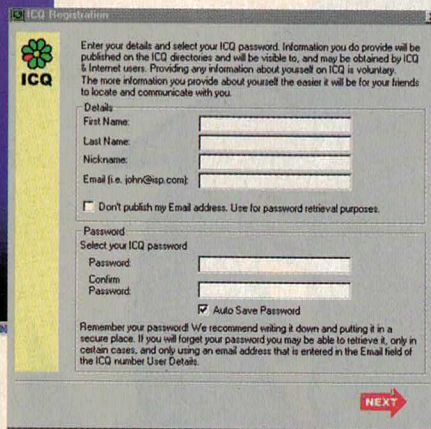 ICQ Registration
ICQ
Enter your details and select your ICQ password. Information you do provide will be
published on the ICQ directories and will be visible to, and may be obtained by ICQ
& Internet users. Providing any information about yourself on ICQ is voluntary.
The more information you provide about yourself the easier it will be for your friends
to locate and communicate with you.
Details
First Name:
Last Name:
Nickname:
Email (i.e. john@isp.com):
Don't publish my Email address. Use for password retrieval purposes.
Password
Select your ICQ password
Password:
Confirm
Password:
Auto Save Password
Remember your password! We recommend writing it down and putting it in a
secure place. If you will forget your password you may be able to retrieve it, only in
certain cases, and only using an email address that is entered in the Email field of
the ICQ number User Details.
NEXT